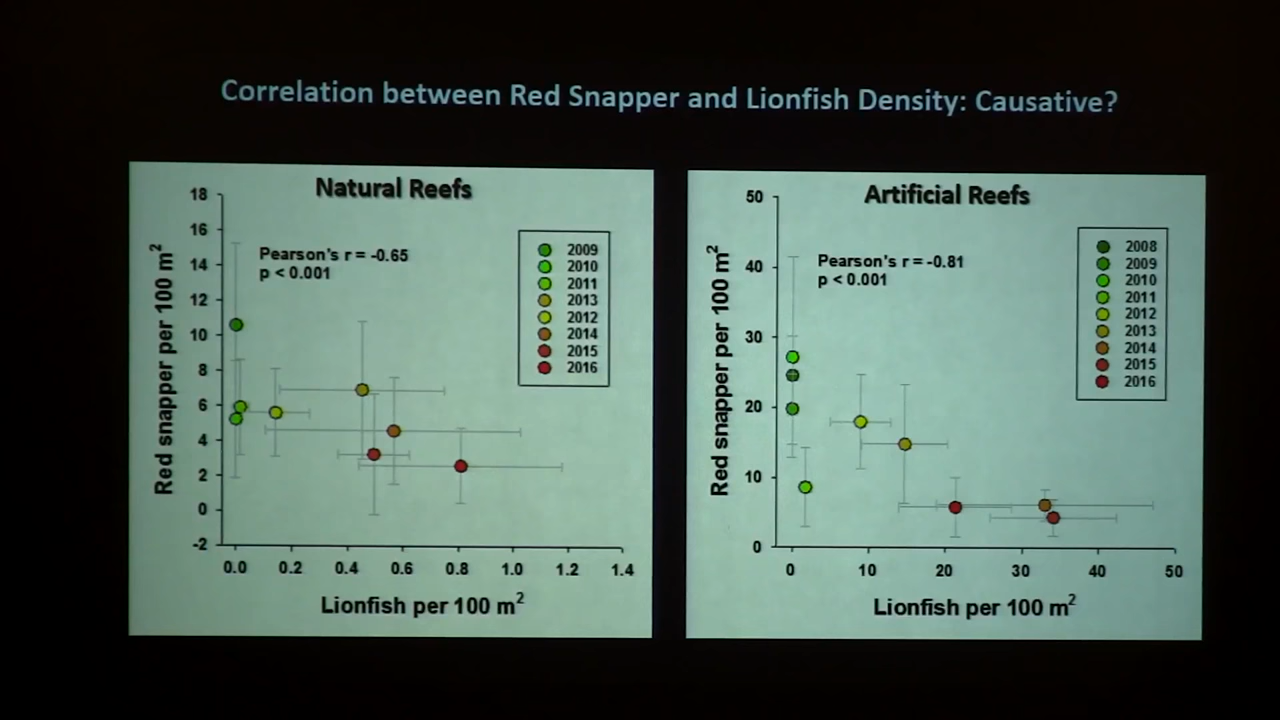 Correlation between Red Snapper and Lionfish Density: Causative?
Natural Reefs
Pearson's r = -0.65
p < 0.001
Red snapper per 100 m²
18
16
14
12
10
8
6
4
2
0
-2
2009
2010
2011
2013
2012
2014
2015
2016
0.0 0.2 0.4 0.6 0.8 1.0 1.2 1.4
Lionfish per 100 m²
Artificial Reefs
Pearson's r = -0.81
p < 0.001
Red snapper per 100 m²
50
40
30
20
10
0
2008
2009
2010
2011
2012
2013
2014
2015
2016
0 10 20 30 40 50
Lionfish per 100 m²